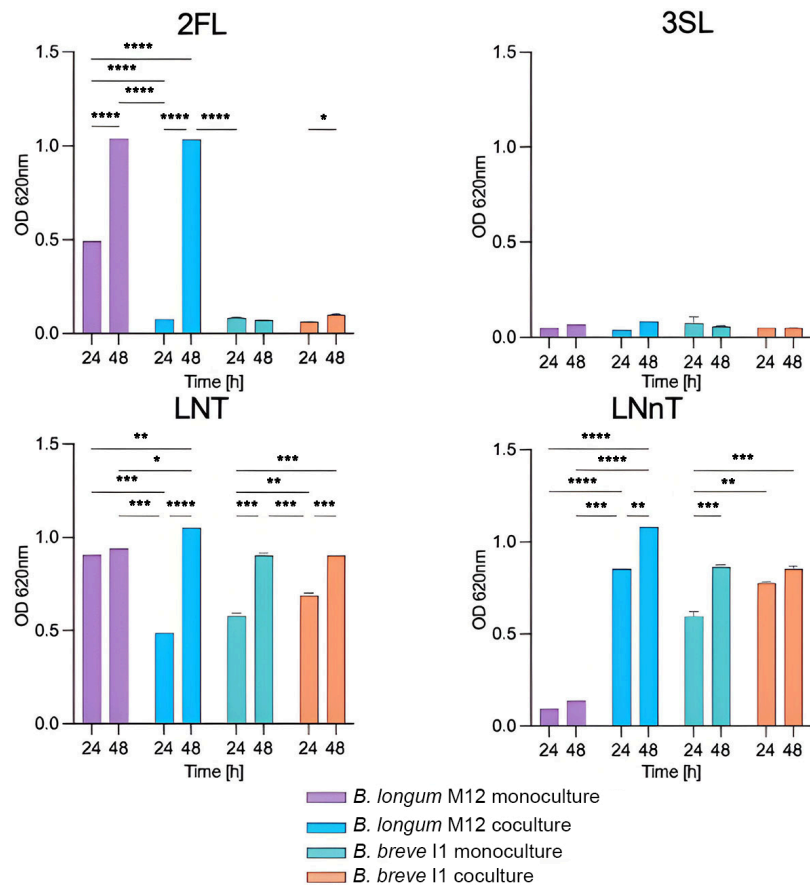 2FL
****
****
****
****
****
****
*
OD 620nm
1.5
1.0
0.5
0.0
24 48 24 48 24 48 24 48
Time [h]
3SL
OD 620nm
1.5
1.0
0.5
0.0
24 48 24 48 24 48 24 48
Time [h]
LNT
**
*
***
***
*** ****
***
**
*** *** ***
OD 620nm
1.5
1.0
0.5
0.0
24 48 24 48 24 48 24 48
Time [h]
LNnT
****
****
****
***
*** **
**
***
OD 620nm
1.5
1.0
0.5
0.0
24 48 24 48 24 48 24 48
Time [h]
B. longum M12 monoculture
B. longum M12 coculture
B. breve I1 monoculture
B. breve I1 coculture